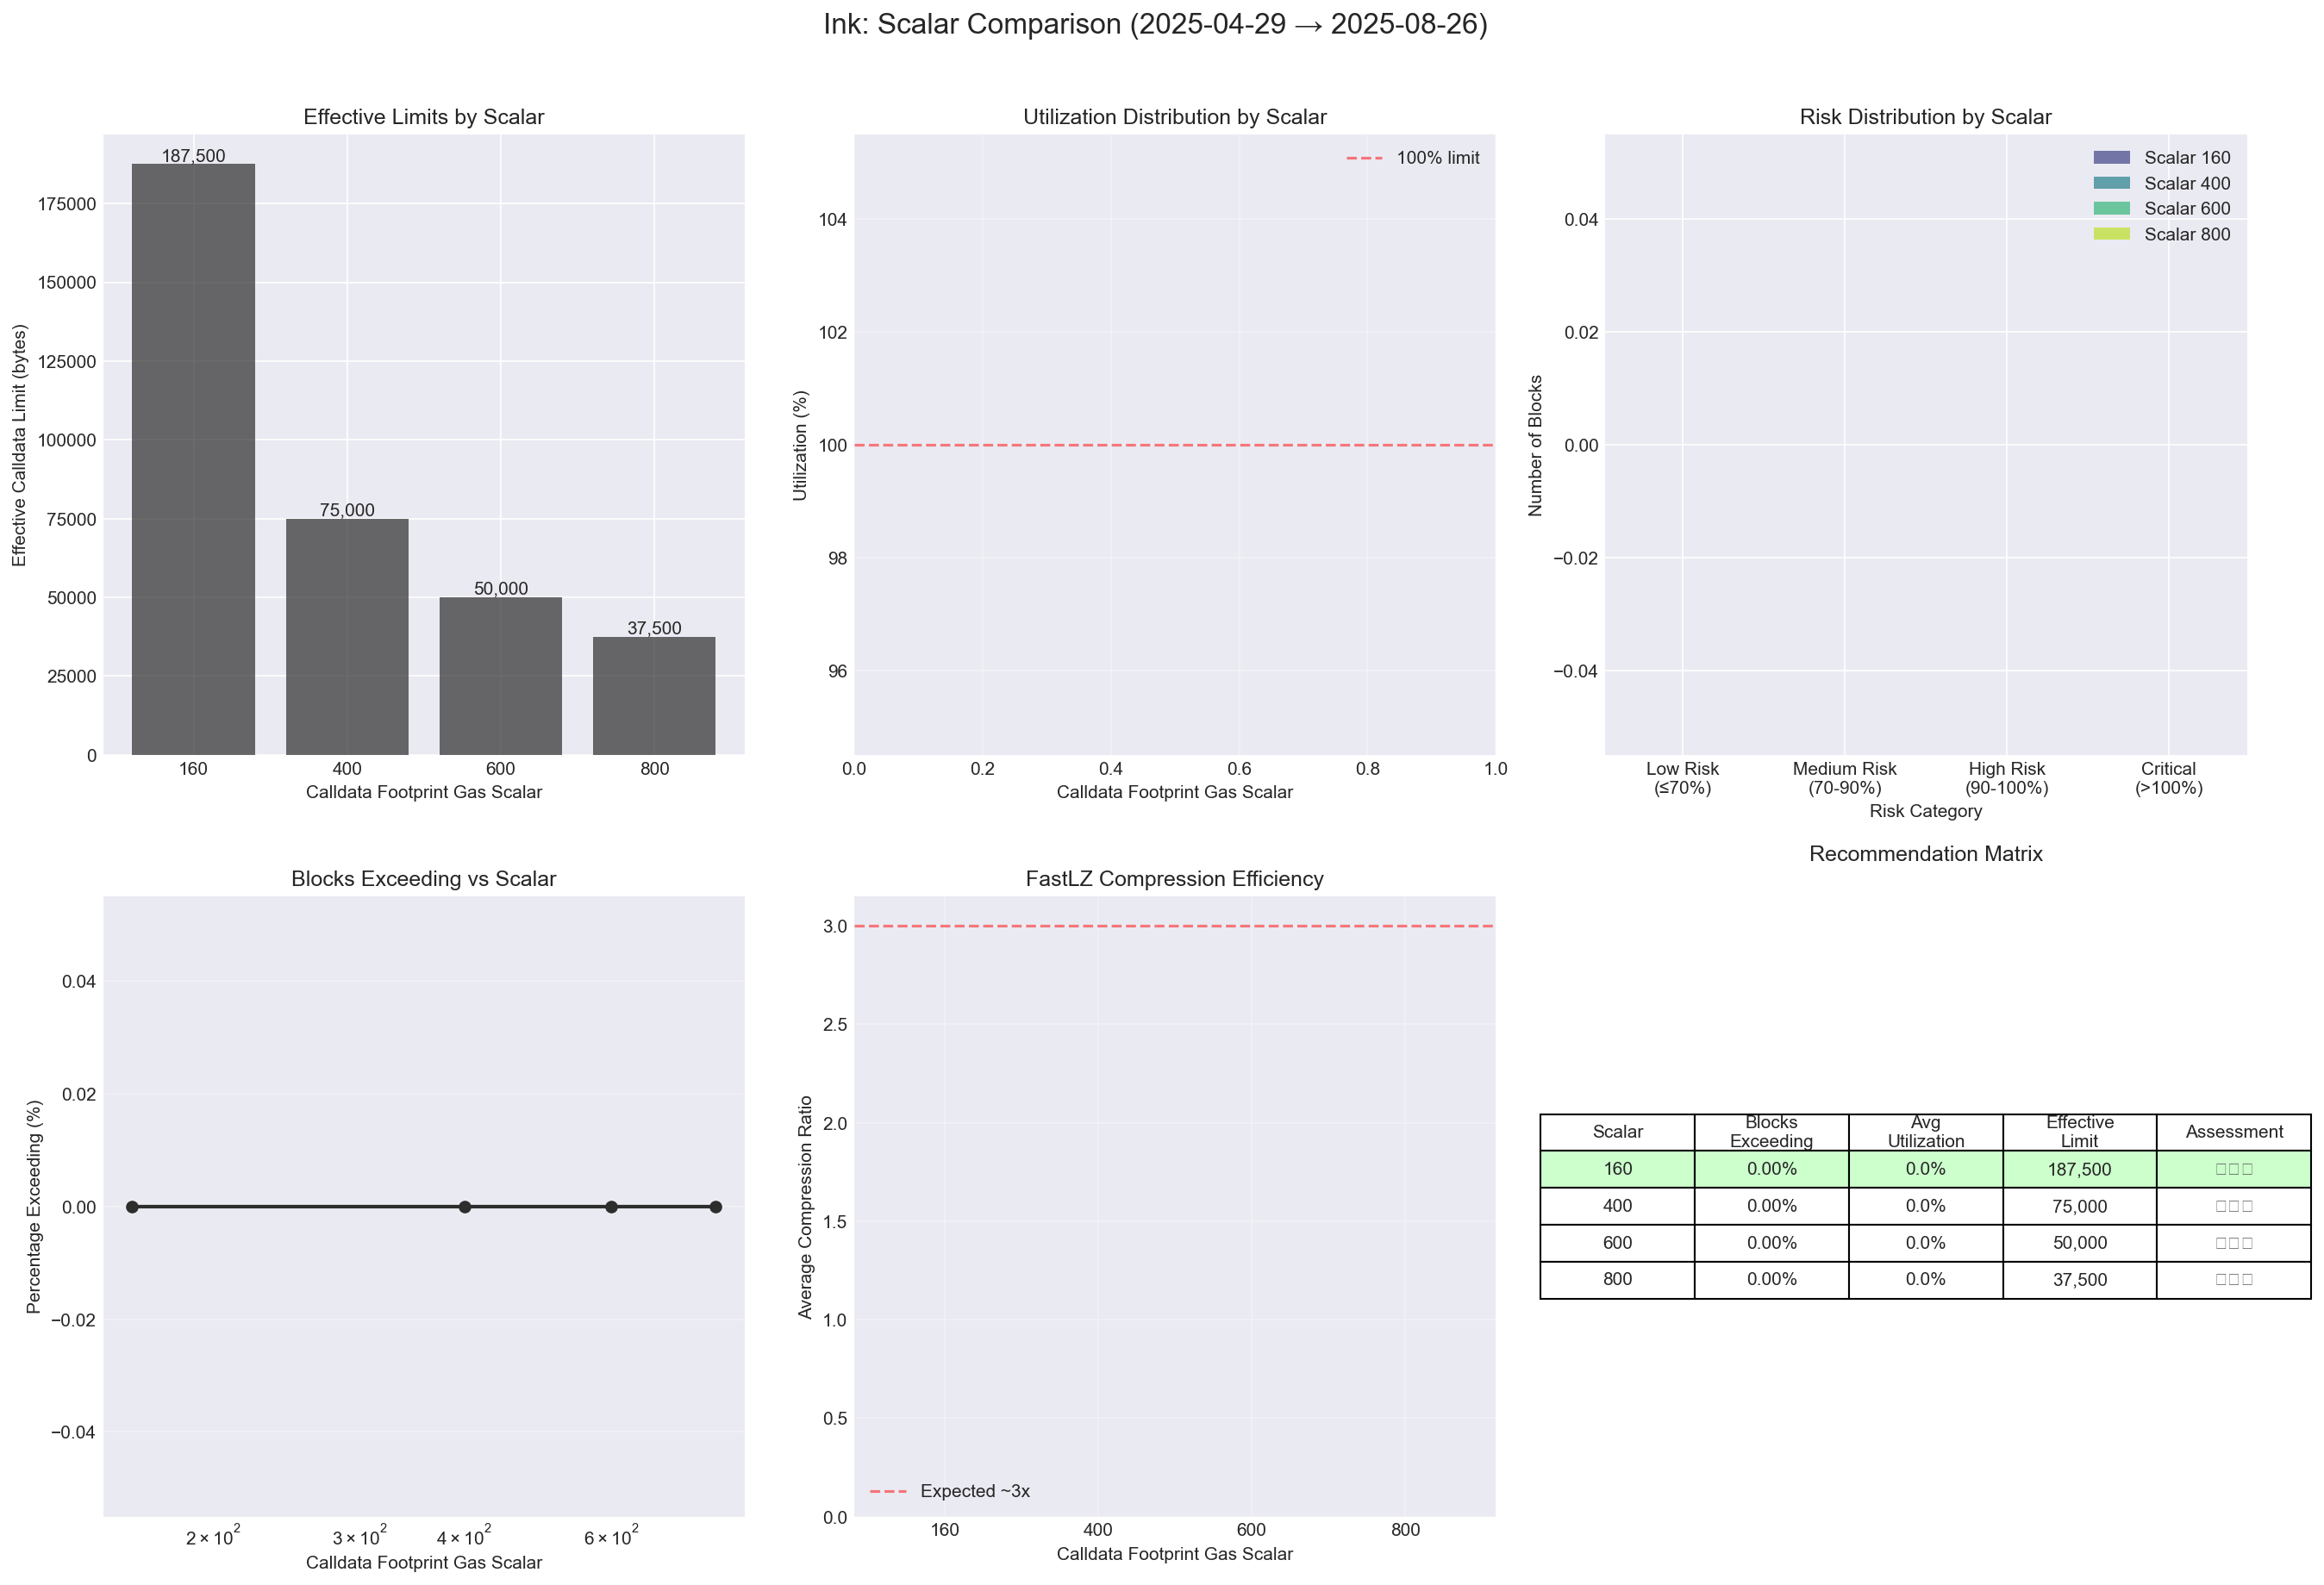 Ink: Scalar Comparison (2025-04-29 → 2025-08-26)
Effective Limits by Scalar
187,500
75,000
50,000
37,500
175000
150000
125000
100000
75000
50000
25000
0
160 400 600 800
Effective Calldata Limit (bytes)
Calldata Footprint Gas Scalar
Utilization Distribution by Scalar
100% limit
104
102
100
98
96
0.0 0.2 0.4 0.6 0.8 1.0
Utilization (%)
Calldata Footprint Gas Scalar
Risk Distribution by Scalar
Scalar 160
Scalar 400
Scalar 600
Scalar 800
0.04
0.02
0.00
−0.02
−0.04
Number of Blocks
Low Risk Medium Risk High Risk Critical
(≤70%) (70-90%) (90-100%) (>100%)
Risk Category
Blocks Exceeding vs Scalar
0.04
0.02
0.00
−0.02
−0.04
Percentage Exceeding (%)
2 × 10² 3 × 10² 4 × 10² 6 × 10²
Calldata Footprint Gas Scalar
FastLZ Compression Efficiency
3.0
2.5
2.0
1.5
1.0
0.5
0.0
Average Compression Ratio
Expected ~3x
160 400 600 800
Calldata Footprint Gas Scalar
Recommendation Matrix
Scalar Blocks Exceeding Avg Utilization Effective Limit Assessment
160 0.00% 0.0% 187,500 □□□
400 0.00% 0.0% 75,000 □□□
600 0.00% 0.0% 50,000 □□□
800 0.00% 0.0% 37,500 □□□